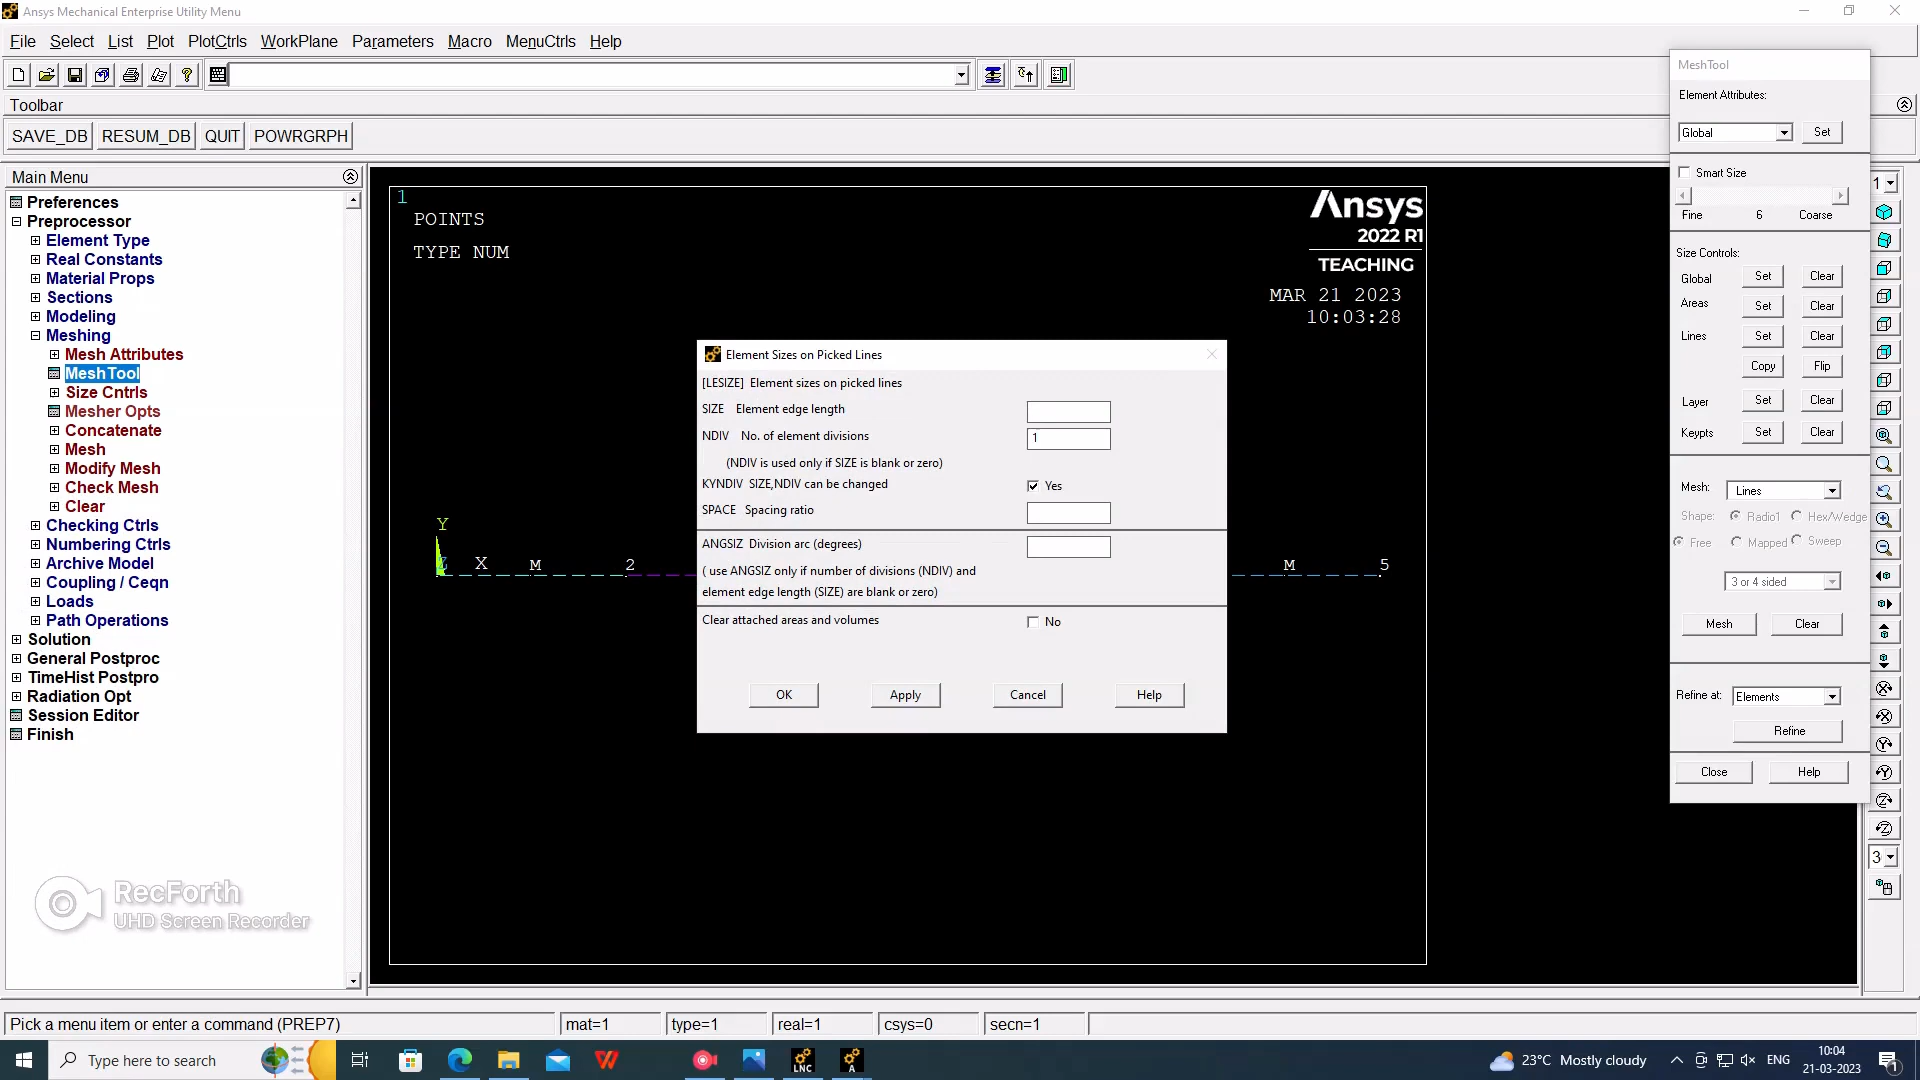 Ansys Mechanical Enterprise Utility Menu
File Select List Plot PlotCtrls WorkPlane Parameters Macro MenuCtrls Help
Toolbar
SAVE_DB RESUM_DB QUIT POWRGRPH
Main Menu
Preferences
Preprocessor
Element Type
Real Constants
Material Props
Sections
Modeling
Meshing
Mesh Attributes
MeshTool
Size Cntrls
Mesher Opts
Concatenate
Mesh
Modify Mesh
Check Mesh
Clear
Checking Ctrls
Numbering Ctrls
Archive Model
Coupling / Ceqn
Loads
Path Operations
Solution
General Postproc
TimeHist Postpro
Radiation Opt
Session Editor
Finish
RecForth
UHD Screen Recorder
1
POINTS
TYPE NUM
Ansys
2022 R1
TEACHING
MAR 21 2023
10:03:28
Y
Z X M 2 M 5
Element Sizes on Picked Lines
[LESIZE] Element sizes on picked lines
SIZE Element edge length
NDIV No. of element divisions 1
(NDIV is used only if SIZE is blank or zero)
KYNDIV SIZE,NDIV can be changed Yes
SPACE Spacing ratio
ANGSIZ Division arc (degrees)
( use ANGSIZ only if number of divisions (NDIV) and
element edge length (SIZE) are blank or zero)
Clear attached areas and volumes No
OK Apply Cancel Help
MeshTool
Element Attributes:
Global Set
Smart Size
Fine 6 Coarse
Size Controls:
Global Set Clear
Areas Set Clear
Lines Set Clear
Copy Flip
Layer Set Clear
Keypts Set Clear
Mesh: Lines
Shape: Radio1 Hex/Wedge
Free Mapped Sweep
3 or 4 sided
Mesh Clear
Refine at: Elements
Refine
Close Help
1
3
Pick a menu item or enter a command (PREP7) mat=1 type=1 real=1 csys=0 secn=1
Type here to search
LNC
A
23°C Mostly cloudy
ENG
10:04
21-03-2023
1